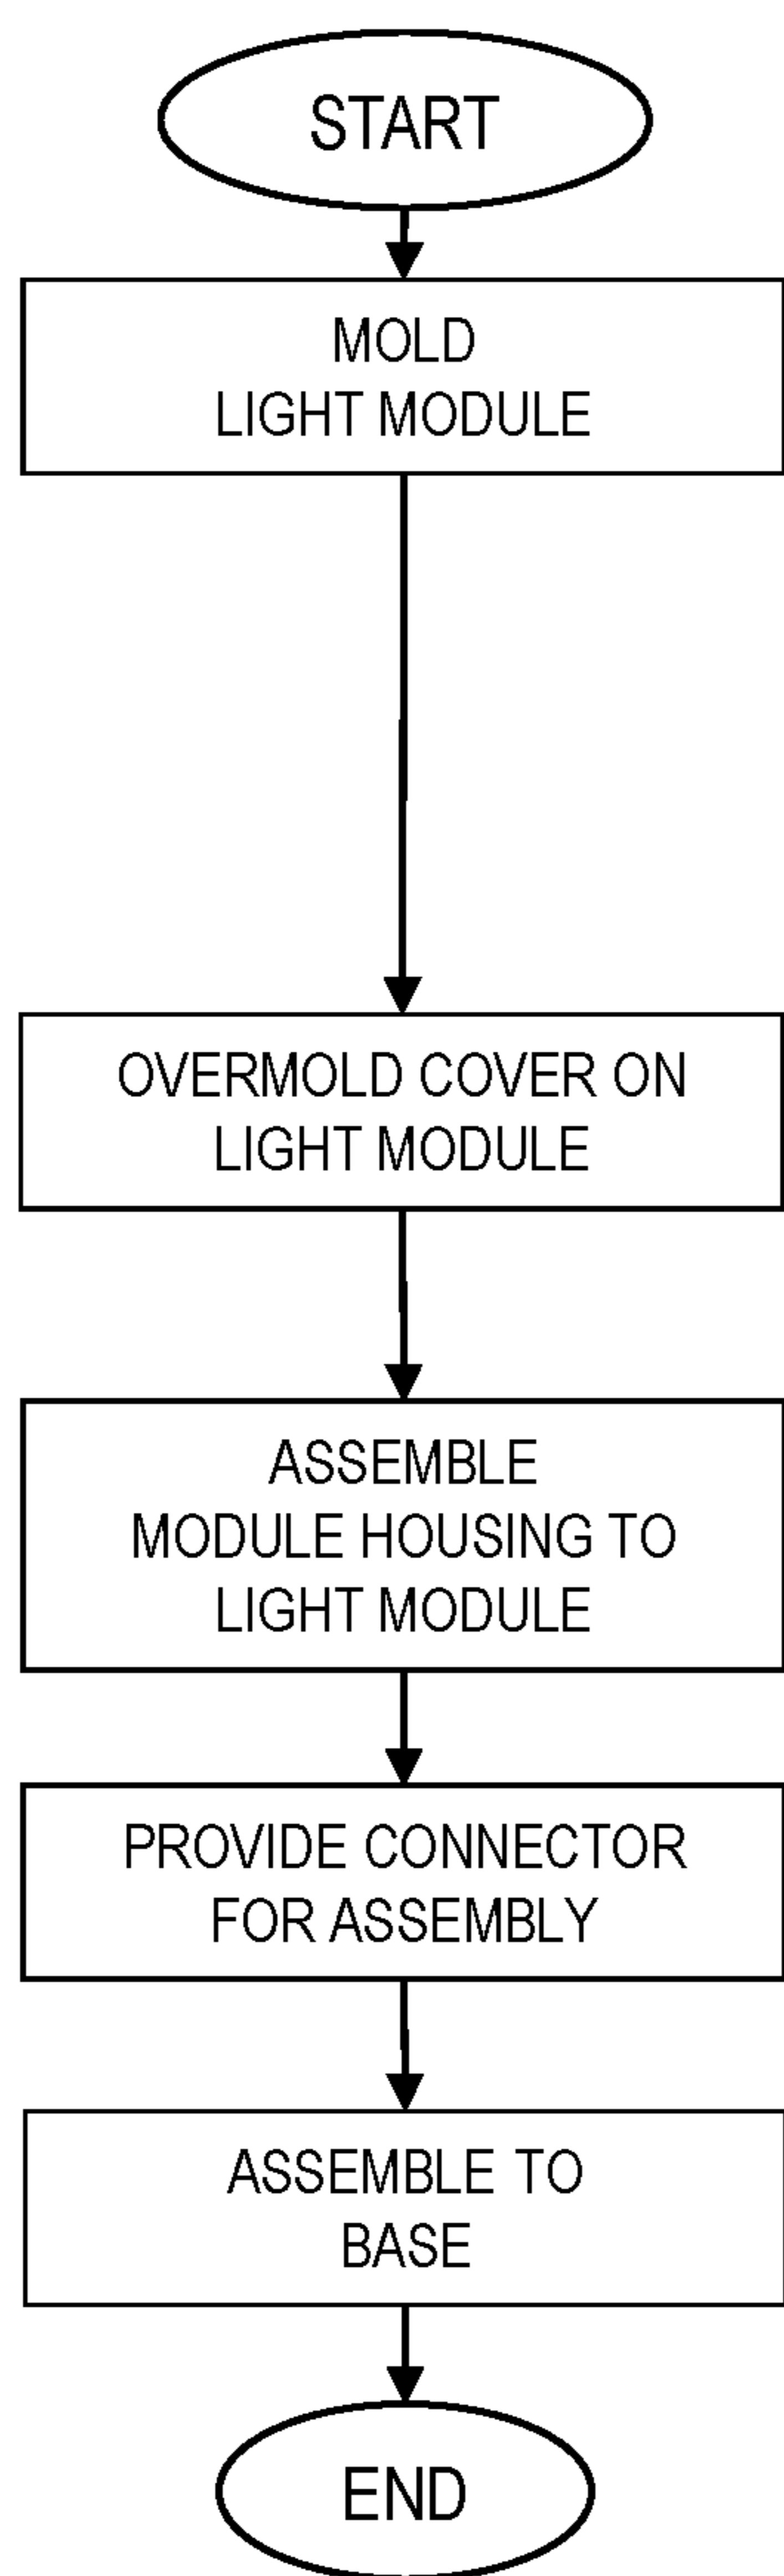 START
MOLD
LIGHT MODULE
OVERMOLD COVER ON
LIGHT MODULE
ASSEMBLE
MODULE HOUSING TO
LIGHT MODULE
PROVIDE CONNECTOR
FOR ASSEMBLY
ASSEMBLE TO
BASE
END